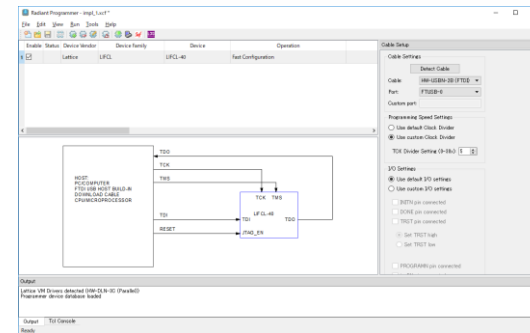 Radiant Programmer - impl_1.xcf *
File Edit View Run Tools Help
Enable Status Device Vendor Device Family Device Operation
1 Lattice LIFCL LIFCL-40 Fast Configuration
TDO
TCK
TMS
HOST:
PC/COMPUTER
FTDI USB HOST BUILD-IN
DOWNLOAD CABLE
CPU/MICROPROCESSOR
TCK TMS
LIFCL-40
TDI TDI TDO
RESET JTAG_EN
Cable Setup
Cable Settings
Detect Cable
Cable: HW-USBN-2B (FTDI)
Port: FTUSB-0
Custom port:
Programming Speed Settings
Use default Clock Divider
Use custom Clock Divider
TCK Divider Setting (0-30x): 5
I/O Settings
Use default I/O settings
Use custom I/O settings
INITN pin connected
DONE pin connected
TRST pin connected
Set TRST high
Set TRST low
PROGRAMN pin connected
Output
Lattice VM Drivers detected (HW-DLN-3C (Parallel))
Programmer device database loaded
Output Tcl Console
Ready